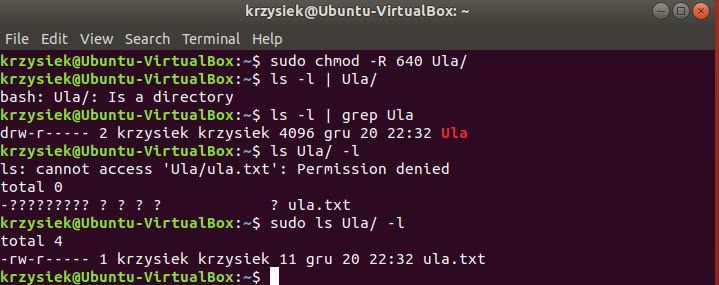 krzysiek@Ubuntu-VirtualBox: ~
File Edit View Search Terminal Help
krzysiek@Ubuntu-VirtualBox:~$ sudo chmod -R 640 Ula/
krzysiek@Ubuntu-VirtualBox:~$ ls -l | Ula/
bash: Ula/: Is a directory
krzysiek@Ubuntu-VirtualBox:~$ ls -l | grep Ula
drw-r----- 2 krzysiek krzysiek 4096 gru 20 22:32 Ula
krzysiek@Ubuntu-VirtualBox:~$ ls Ula/ -l
ls: cannot access 'Ula/ula.txt': Permission denied
total 0
-????????? ? ? ? ?            ? ula.txt
krzysiek@Ubuntu-VirtualBox:~$ sudo ls Ula/ -l
total 4
-rw-r----- 1 krzysiek krzysiek 11 gru 20 22:32 ula.txt
krzysiek@Ubuntu-VirtualBox:~$